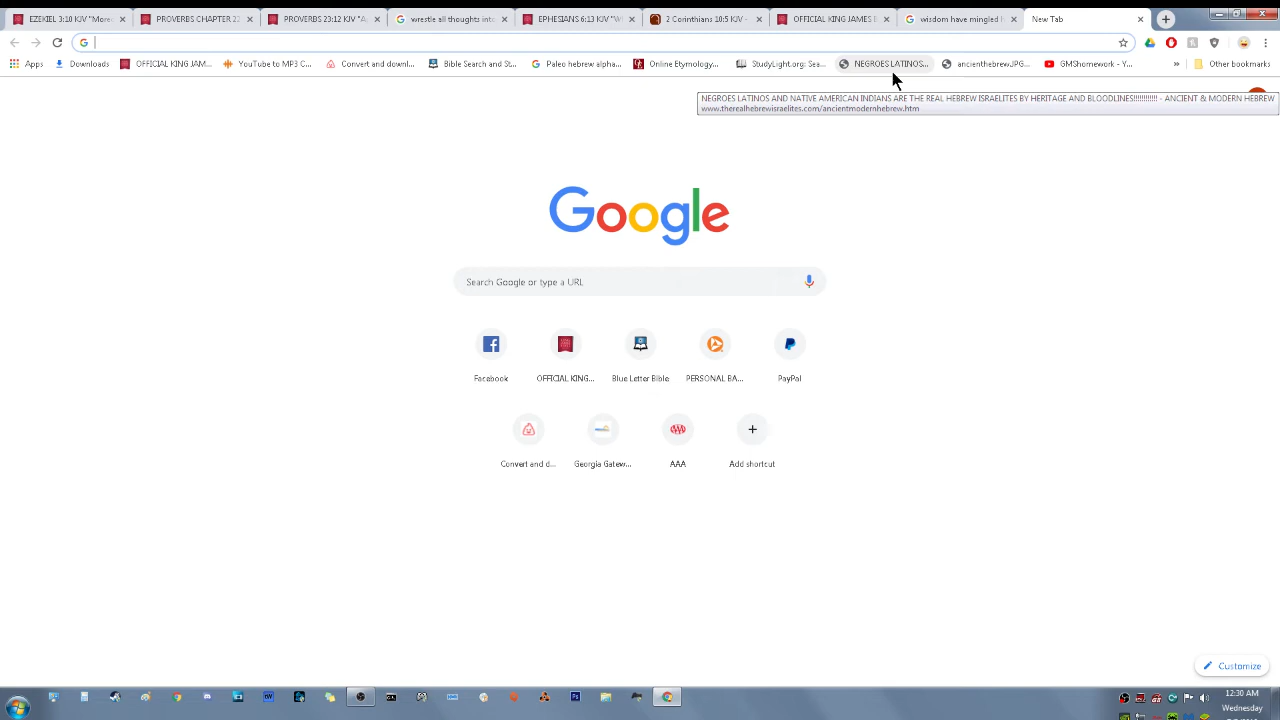 EZEKIEL 3:18 KJV "More
PROVERBS CHAPTER 22
PROVERBS 23:12 KJV "Ap
wrestle all thoughts into
EPHESIANS 6:13 KJV "W
2 Corinthians 10:5 KJV -
OFFICIAL KING JAMES B
wisdom have mingled h
New Tab
Apps
Downloads
OFFICIAL KING JAM...
YouTube to MP3 C...
Convert and downl...
Bible Search and St...
Paleo hebrew alpha...
Online Etymology...
StudyLight.org: Sea...
NEGROES LATINOS...
ancienthebrewJPG...
GMShomework - Y...
»
Other bookmarks
NEGROES LATINOS AND NATIVE AMERICAN INDIANS ARE THE REAL HEBREW ISRAELITES BY HERITAGE AND BLOODLINES!!!!!!!!!!!! - ANCIENT & MODERN HEBREW
www.therealhebrewisraelites.com/ancientmodernhebrew.htm
Google
Search Google or type a URL
Facebook
OFFICIAL KING...
Blue Letter Bible
PERSONAL BA...
PayPal
Convert and d...
Georgia Gatew...
AAA
Add shortcut
Customize
12:30 AM
Wednesday